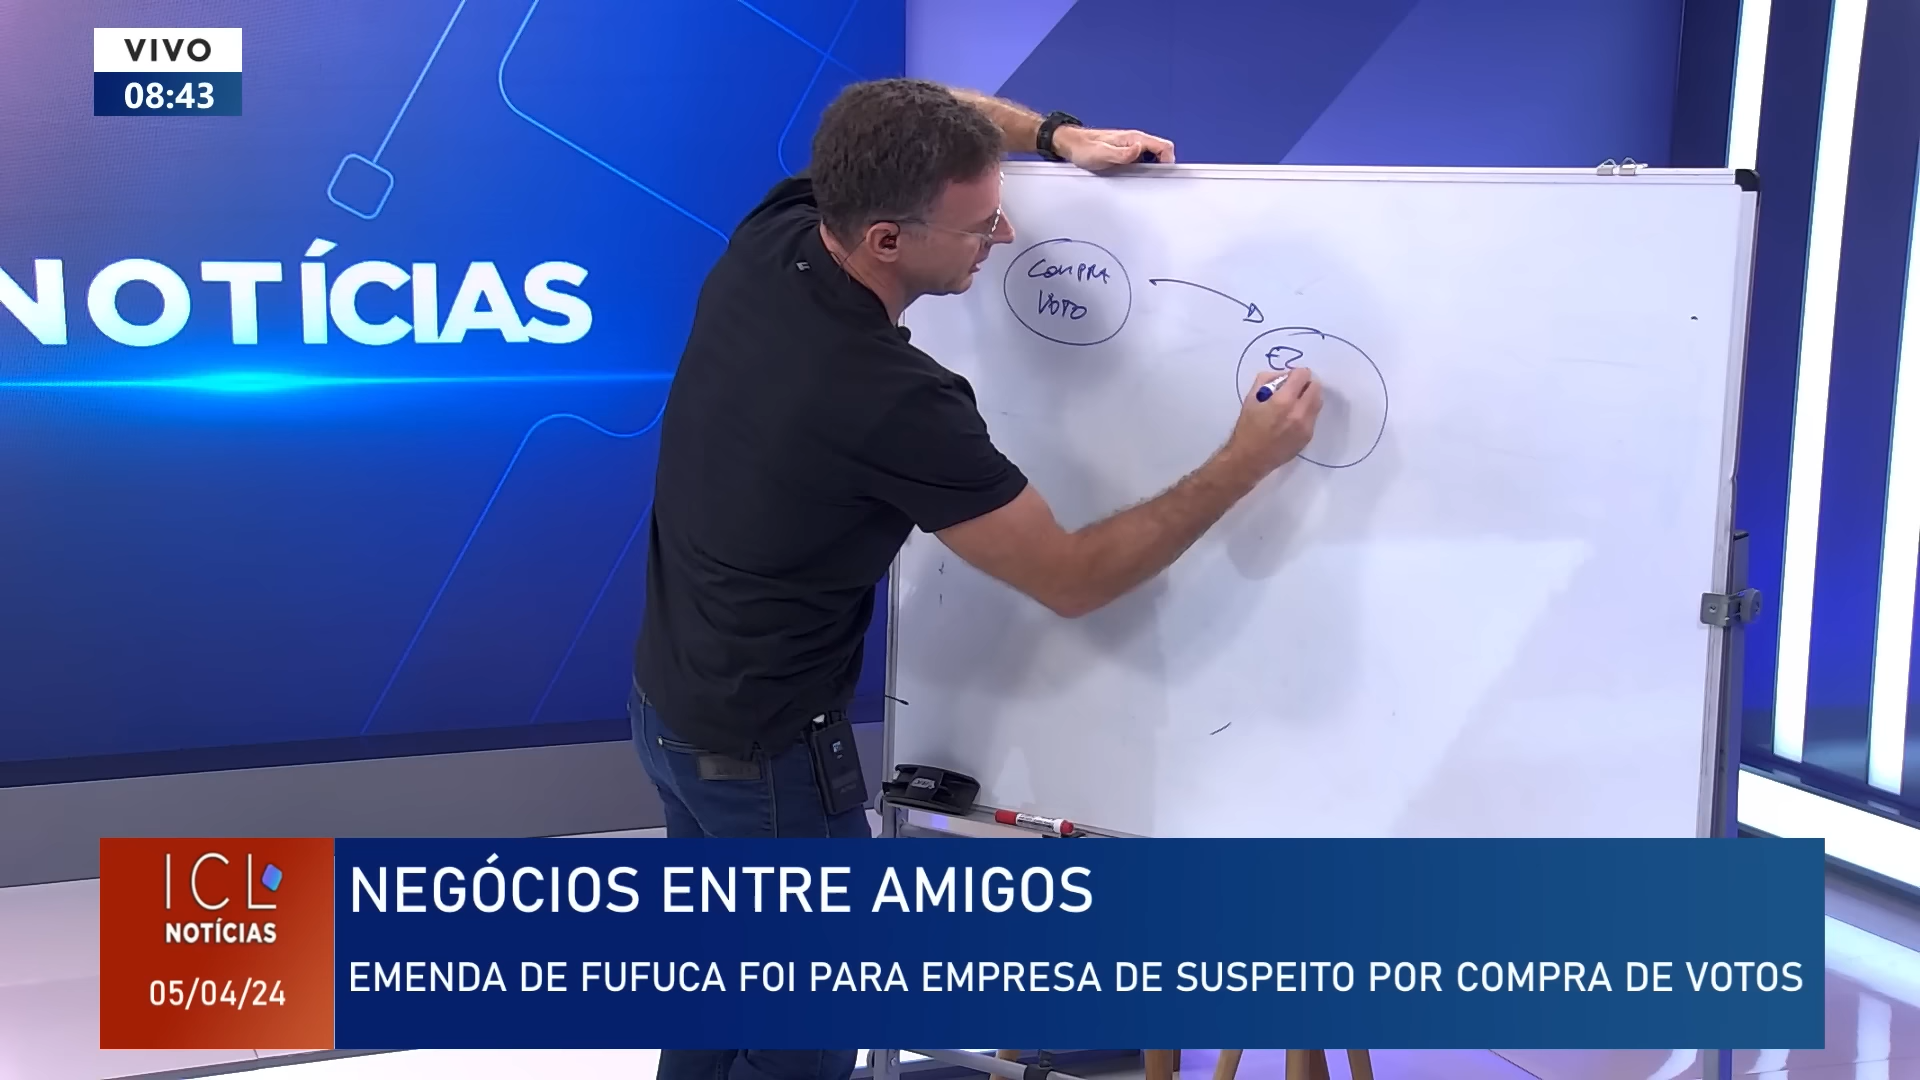 VIVO
08:43
NOTÍCIAS
COMPRA
VOTO
ICL
NOTÍCIAS
05/04/24
NEGÓCIOS ENTRE AMIGOS
EMENDA DE FUFUCA FOI PARA EMPRESA DE SUSPEITO POR COMPRA DE VOTOS